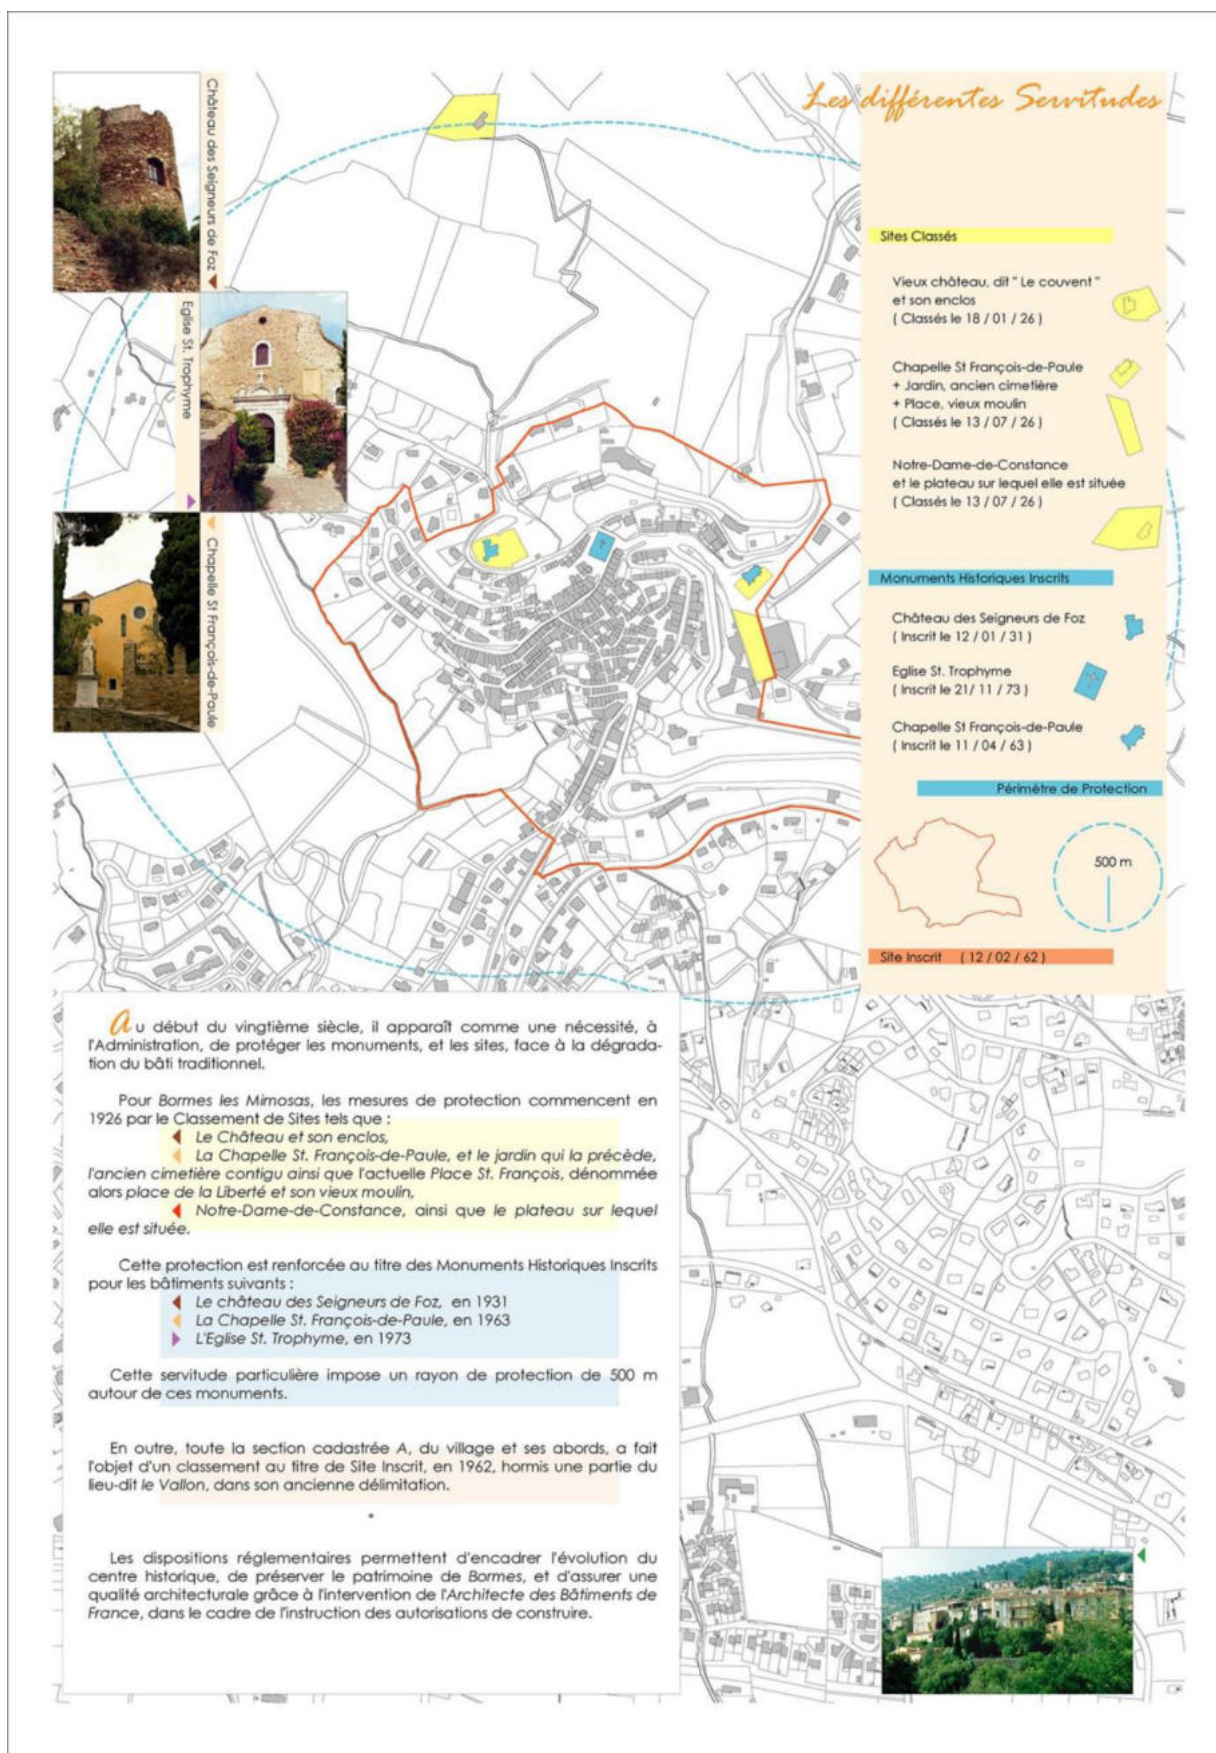 Les différentes Servitudes
Château des Seigneurs de Foz
Eglise St. Trophyme
Chapelle St François-de-Paule
Sites Classés
Vieux château, dit " Le couvent "
et son enclos
( Classés le 18 / 01 / 26 )
Chapelle St François-de-Paule
+ Jardin, ancien cimetière
+ Place, vieux moulin
( Classés le 13 / 07 / 26 )
Notre-Dame-de-Constance
et le plateau sur lequel elle est située
( Classés le 13 / 07 / 26 )
Monuments Historiques Inscrits
Château des Seigneurs de Foz
( Inscrit le 12 / 01 / 31 )
Eglise St. Trophyme
( Inscrit le 21/ 11 / 73 )
Chapelle St François-de-Paule
( Inscrit le 11 / 04 / 63 )
Périmètre de Protection
500 m
Site Inscrit ( 12 / 02 / 62 )
Au début du vingtième siècle, il apparaît comme une nécessité, à
l'Administration, de protéger les monuments, et les sites, face à la dégrada-
tion du bâti traditionnel.
Pour Bormes les Mimosas, les mesures de protection commencent en
1926 par le Classement de Sites tels que :
Le Château et son enclos,
La Chapelle St. François-de-Paule, et le jardin qui la précède,
l'ancien cimetière contigu ainsi que l'actuelle Place St. François, dénommée
alors place de la Liberté et son vieux moulin,
Notre-Dame-de-Constance, ainsi que le plateau sur lequel
elle est située.
Cette protection est renforcée au titre des Monuments Historiques Inscrits
pour les bâtiments suivants :
Le château des Seigneurs de Foz, en 1931
La Chapelle St. François-de-Paule, en 1963
L'Eglise St. Trophyme, en 1973
Cette servitude particulière impose un rayon de protection de 500 m
autour de ces monuments.
En outre, toute la section cadastrée A, du village et ses abords, a fait
l'objet d'un classement au titre de Site Inscrit, en 1962, hormis une partie du
lieu-dit le Vallon, dans son ancienne délimitation.
*
Les dispositions réglementaires permettent d'encadrer l'évolution du
centre historique, de préserver le patrimoine de Bormes, et d'assurer une
qualité architecturale grâce à l'intervention de l'Architecte des Bâtiments de
France, dans le cadre de l'instruction des autorisations de construire.